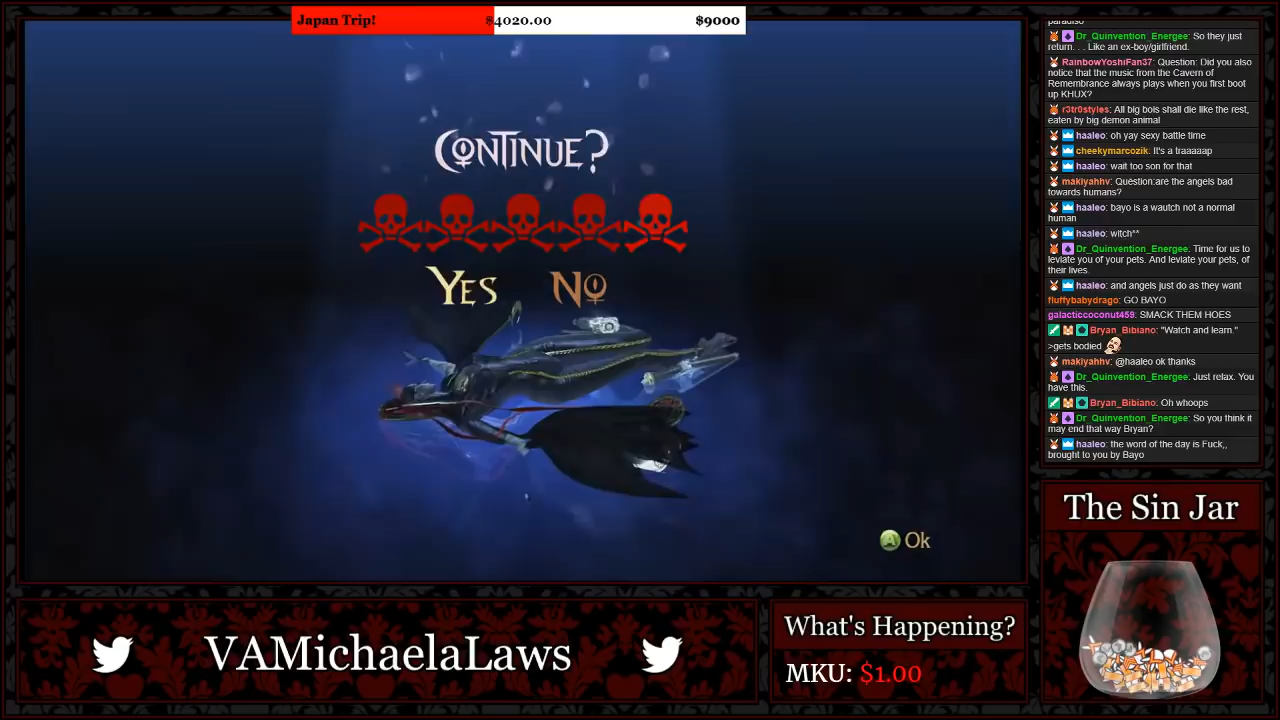 Japan Trip!
$4020.00
$9000
CONTINUE?
YES NO
A Ok
paradiso
Dr_Quinvention_Energee: So they just
return. . . Like an ex-boy/girlfriend.
RainbowYoshiFan37: Question: Did you also
notice that the music from the Cavern of
Remembrance always plays when you first boot
up KHUX?
r3tr0styles: All big bois shall die like the rest,
eaten by big demon animal
haaleo: oh yay sexy battle time
cheekymarcozik: It's a traaaaap
haaleo: wait too son for that
makiyahhv: Question:are the angels bad
towards humans?
haaleo: bayo is a wautch not a normal
human
haaleo: witch**
Dr_Quinvention_Energee: Time for us to
leviate you of your pets. And leviate your pets, of
their lives.
haaleo: and angels just do as they want
fluffybabydrago: GO BAYO
galacticcoconut459: SMACK THEM HOES
Bryan_Bibiano: "Watch and learn."
>gets bodied
makiyahhv: @haaleo ok thanks
Dr_Quinvention_Energee: Just relax. You
have this.
Bryan_Bibiano: Oh whoops
Dr_Quinvention_Energee: So you think it
may end that way Bryan?
haaleo: the word of the day is Fuck,,
brought to you by Bayo
The Sin Jar
VAMichaelaLaws
What's Happening?
MKU: $1.00